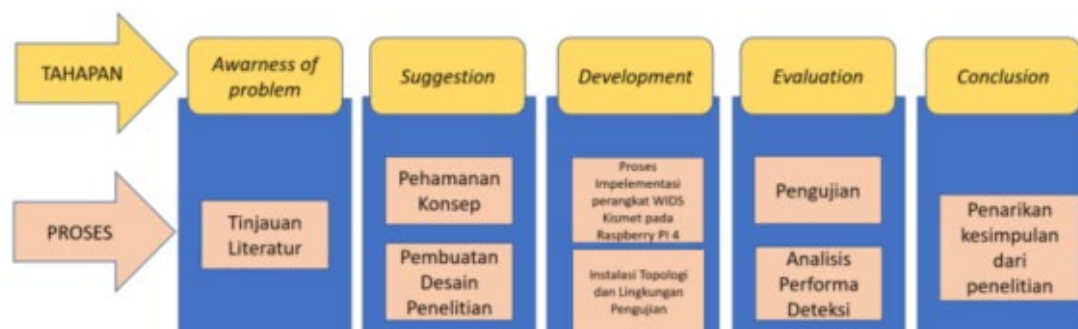 TAHAPAN
Awarness of
problem
Suggestion
Development
Evaluation
Conclusion
PROSES
Tinjauan
Literatur
Pehamanan
Konsep
Pembuatan
Desain
Penelitian
Proses
Impelementasi
perangkat WIDS
Kismet pada
Raspberry PI 4
Instalasi Topologi
dan Lingkungan
Pengujian
Pengujian
Analisis
Performa
Deteksi
Penarikan
kesimpulan
dari
penelitian